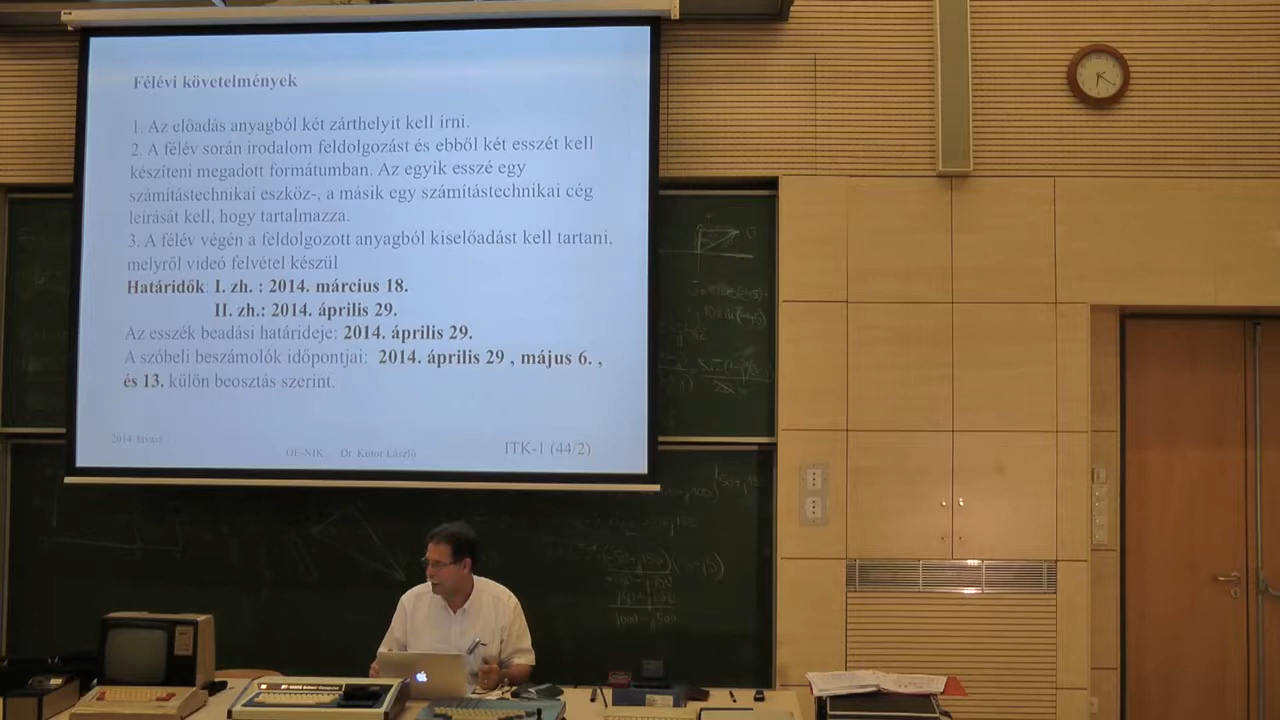 Félévi követelmények
1. Az előadás anyagból két zárthelyit kell írni.
2. A félév során irodalom feldolgozást és ebből két esszét kell
készíteni megadott formátumban. Az egyik esszé egy
számítástechnikai eszköz-, a másik egy számítástechnikai cég
leírását kell, hogy tartalmazza.
3. A félév végén a feldolgozott anyagból kiselőadást kell tartani,
melyről videó felvétel készül
Határidők: I. zh. : 2014. március 18.
II. zh.: 2014. április 29.
Az esszék beadási határideje: 2014. április 29.
A szóbeli beszámolók időpontjai: 2014. április 29 , május 6. ,
és 13. külön beosztás szerint.
2014. tavasz
OE-NIK Dr. Kutor László
ITK-1 (44/2)